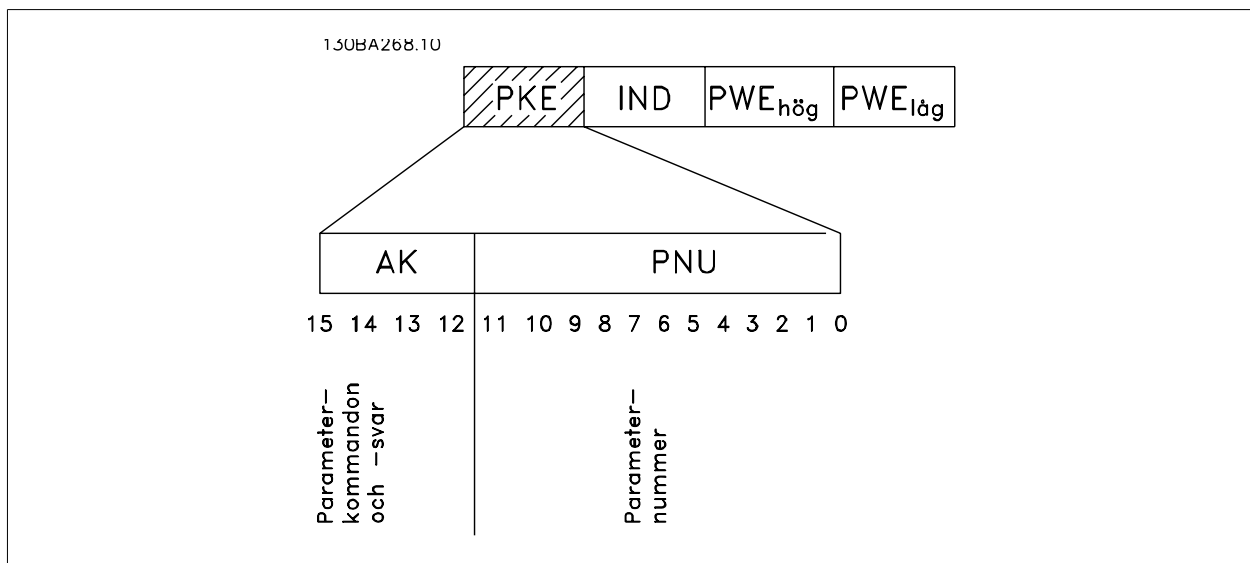 130BA268.10
PKE IND PWEhög PWElåg
AK PNU
15 14 13 12 11 10 9 8 7 6 5 4 3 2 1 0
Parameter-
kommandon
och -svar
Parameter-
nummer